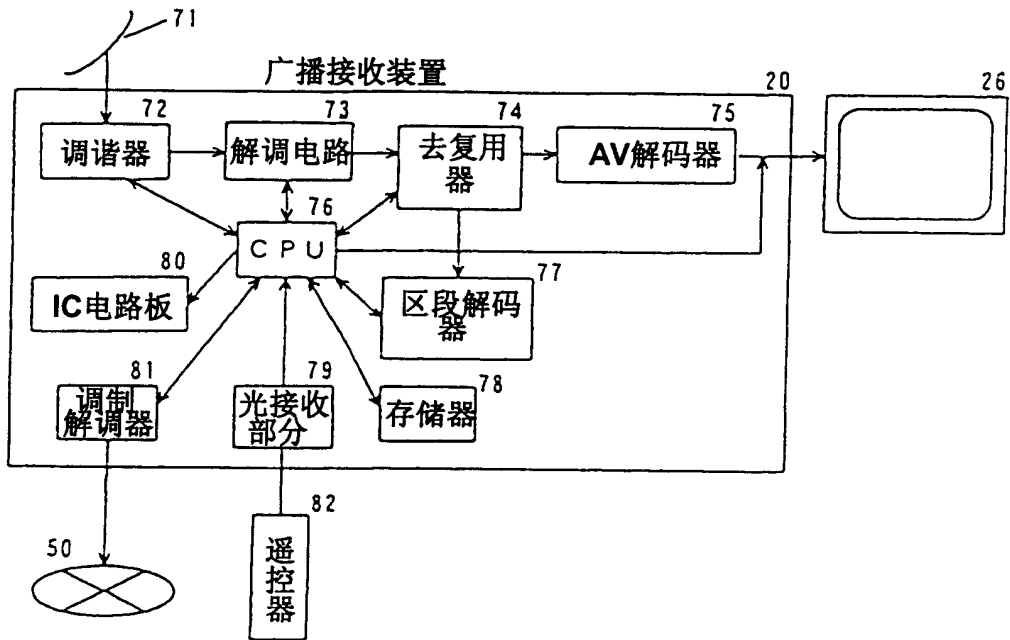 71
广播接收装置
20
26
72
73
74
75
调谐器
解调电路
去复用
器
AV解码器
76
CPU
80
77
IC电路板
区段解码
器
81
79
78
调制
解调器
光接收
部分
存储器
82
50
遥
控
器